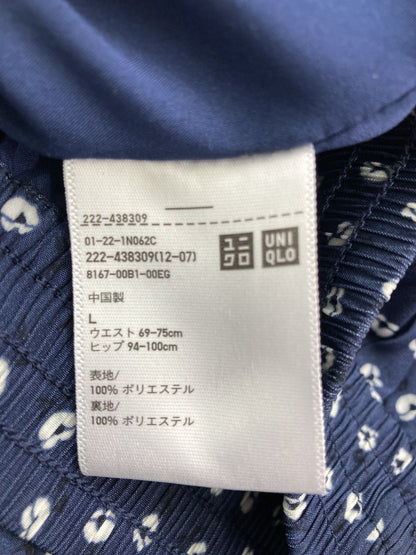 222-438309
01-22-1N062C
222-438309(12-07)
8167-00B1-00EG
ユニクロ
UNIQLO
中国製
L
ウエスト 69-75cm
ヒップ 94-100cm
表地/
100% ポリエステル
裏地/
100% ポリエステル